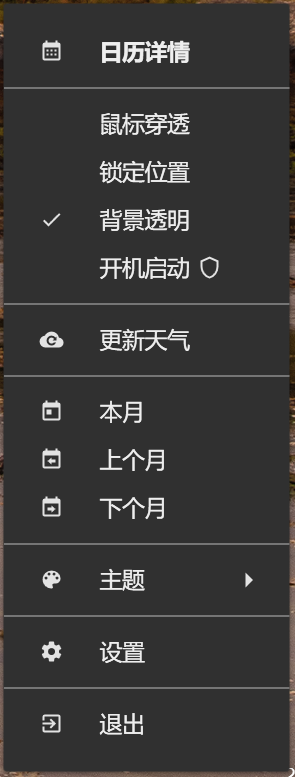 日历详情
鼠标穿透
锁定位置
背景透明
开机启动
更新天气
本月
上个月
下个月
主题
设置
退出